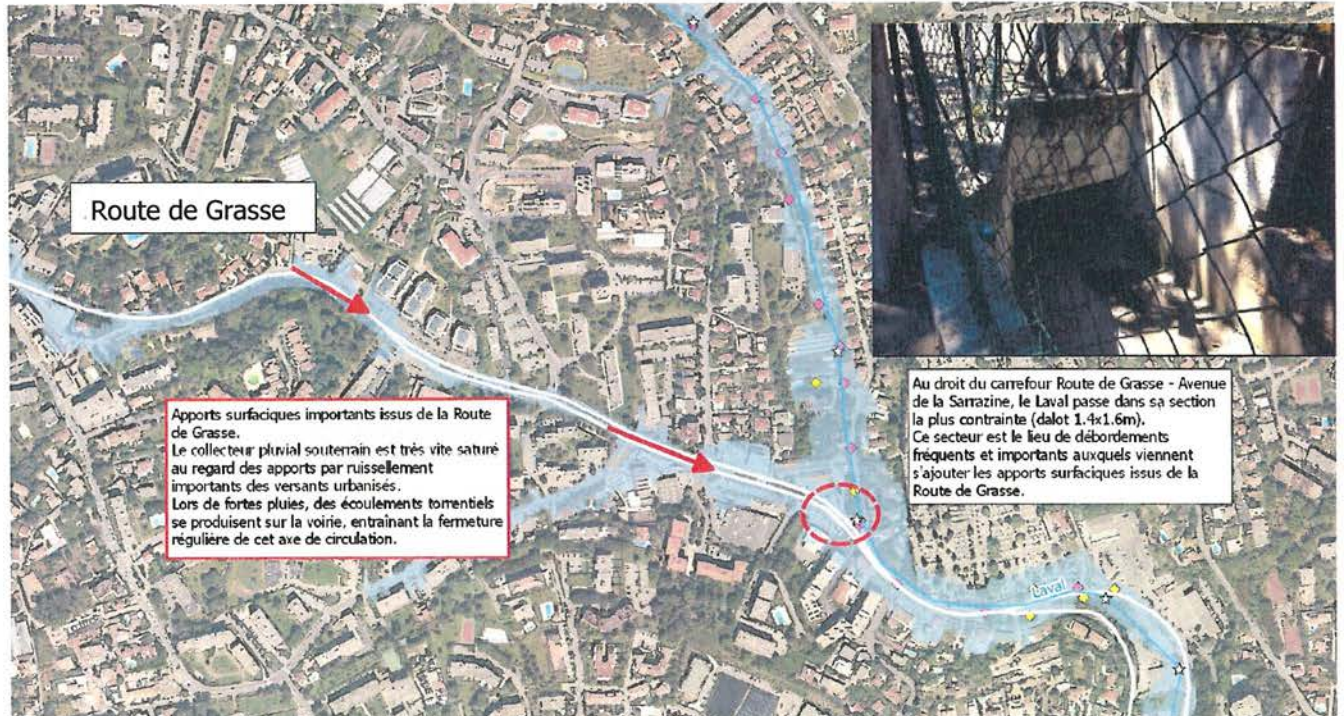 Route de Grasse
Apports surfaciques importants issus de la Route
de Grasse.
Le collecteur pluvial souterrain est très vite saturé
au regard des apports par ruissellement
importants des versants urbanisés.
Lors de fortes pluies, des écoulements torrentiels
se produisent sur la voirie, entraînant la fermeture
régulière de cet axe de circulation.
Au droit du carrefour Route de Grasse - Avenue
de la Sarrazine, le Laval passe dans sa section
la plus contrainte (dalot 1.4x1.6m).
Ce secteur est le lieu de débordements
fréquents et importants auxquels viennent
s'ajouter les apports surfaciques issus de la
Route de Grasse.
Laval